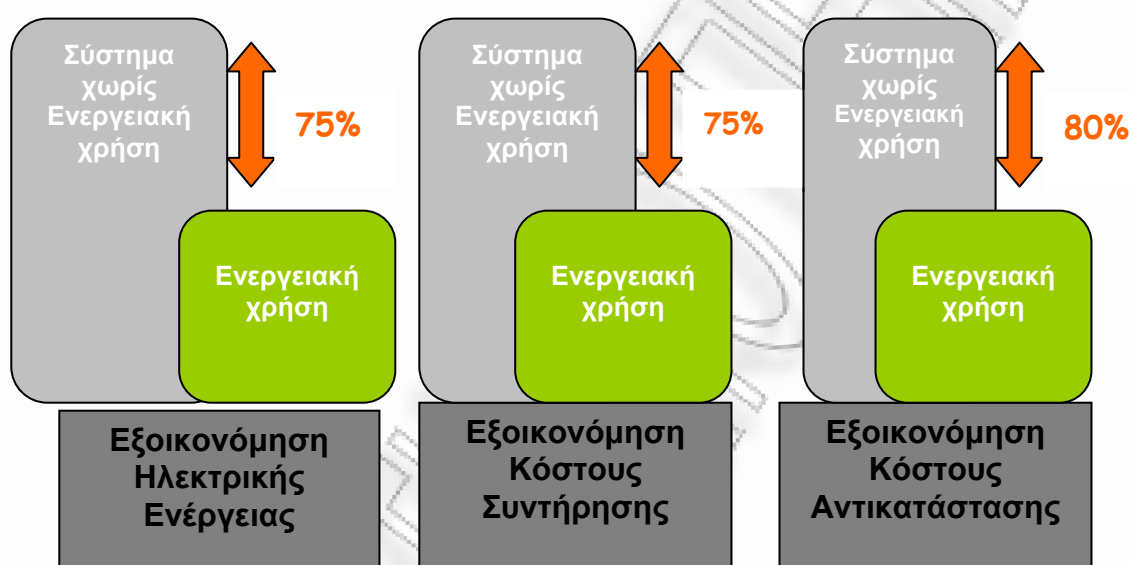 Σύστημα
χωρίς
Ενεργειακή
χρήση
75%
Ενεργειακή
χρήση
Εξοικονόμηση
Ηλεκτρικής
Ενέργειας
Σύστημα
χωρίς
Ενεργειακή
χρήση
75%
Ενεργειακή
χρήση
Εξοικονόμηση
Κόστους
Συντήρησης
Σύστημα
χωρίς
Ενεργειακή
χρήση
80%
Ενεργειακή
χρήση
Εξοικονόμηση
Κόστους
Αντικατάστασης